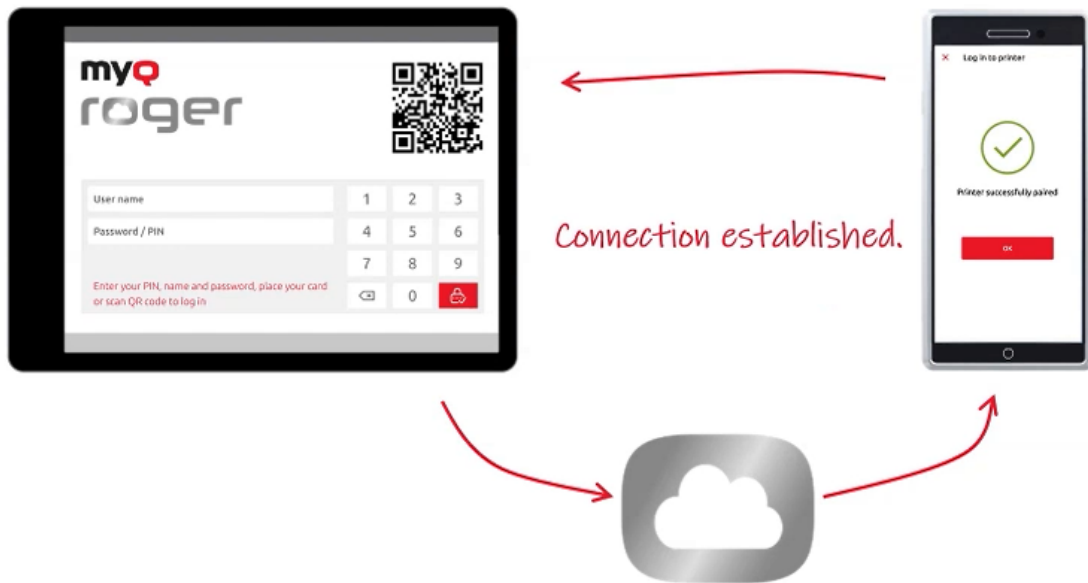 myQ
roger
User name
Password / PIN
Enter your PIN, name and password, place your card
or scan QR code to log in
1 2 3
4 5 6
7 8 9
0
Connection established.
Log in to printer
Printer successfully paired
OK